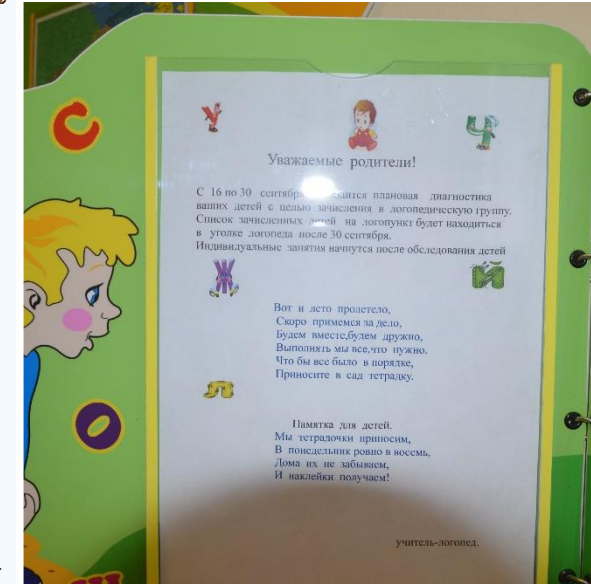 С
У
Ч
Уважаемые родители!
С 16 по 30 сентября плановая диагностика
ваших детей с целью зачисления в логопедическую группу.
Список зачисленных детей на логопункт будет находиться
в уголке логопеда после 30 сентября.
Индивидуальные занятия начнутся после обследования детей
Ж
Й
Вот и лето пролетело,
Скоро примемся за дело,
Будем вместе,будем дружно,
Выполнять мы все,что нужно.
Что бы все было в порядке,
Приносите в сад тетрадку.
Л
О
Памятка для детей.
Мы тетрадочки приносим,
В понедельник ровно в восемь,
Дома их не забываем,
И наклейки получаем!
учитель-логопед.